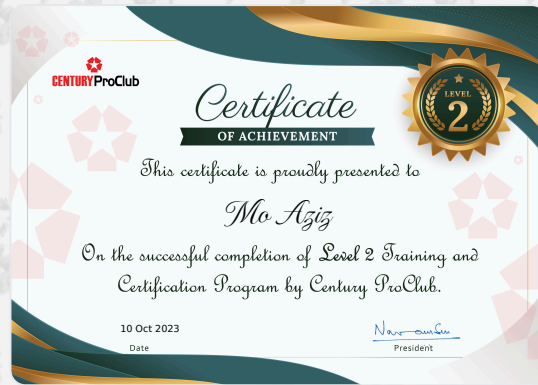 CENTURY ProClub
Certificate
OF ACHIEVEMENT
LEVEL
2
This certificate is proudly presented to
Mo Aziz
On the successful completion of Level 2 Training and
Certification Program by Century ProClub.
10 Oct 2023
Date
President